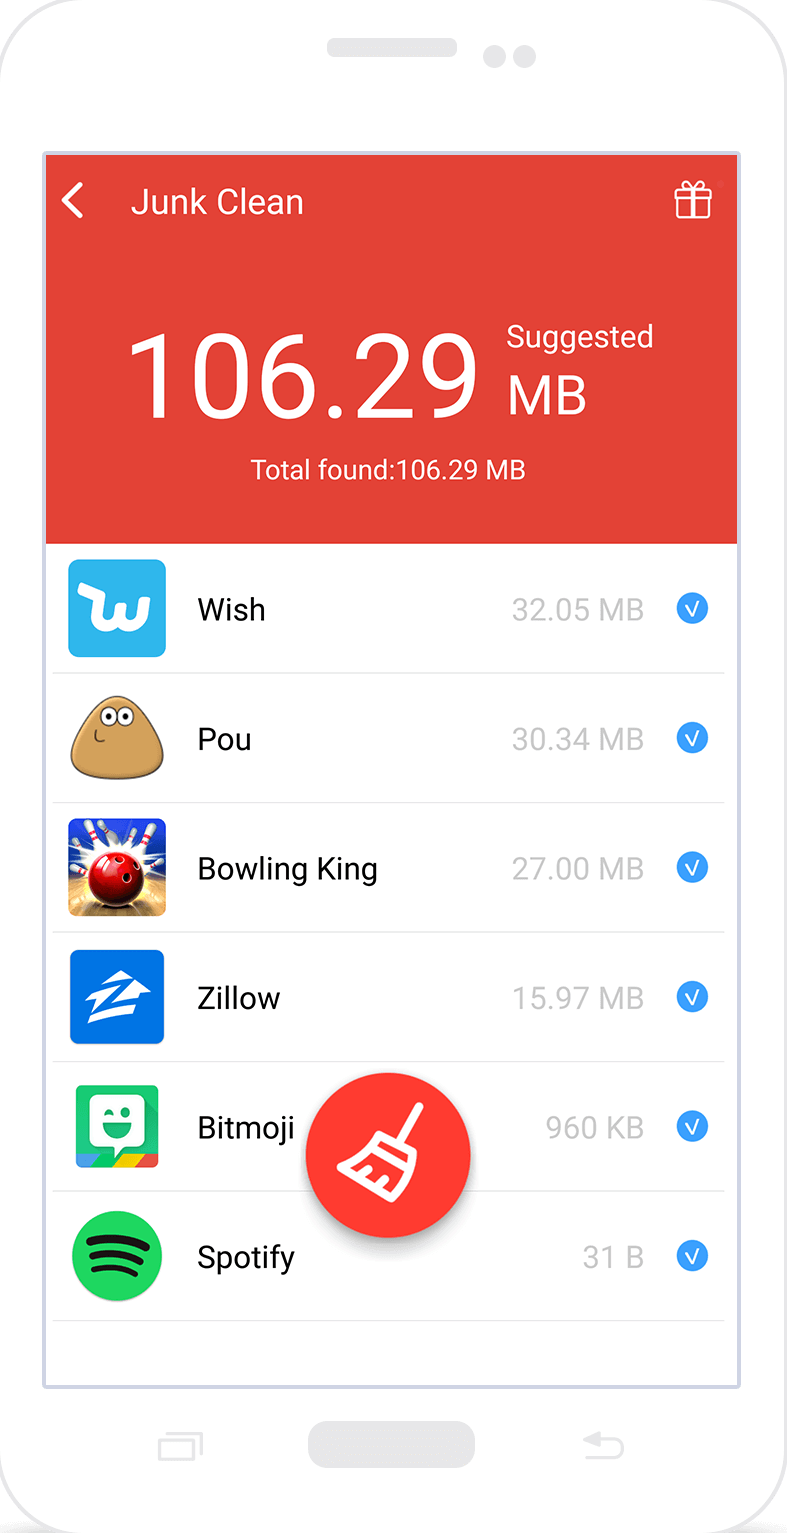 Junk Clean
106.29
Suggested
MB
Total found:106.29 MB
Wish 32.05 MB
Pou 30.34 MB
Bowling King 27.00 MB
Zillow 15.97 MB
Bitmoji 960 KB
Spotify 31 B